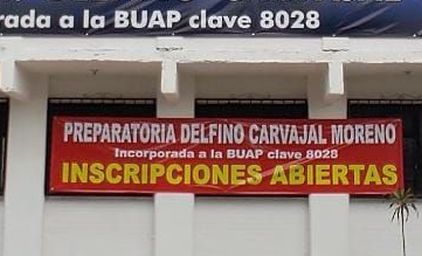 rada a la BUAP clave 8028
PREPARATORIA DELFINO CARVAJAL MORENO
Incorporada a la BUAP clave 8028
INSCRIPCIONES ABIERTAS